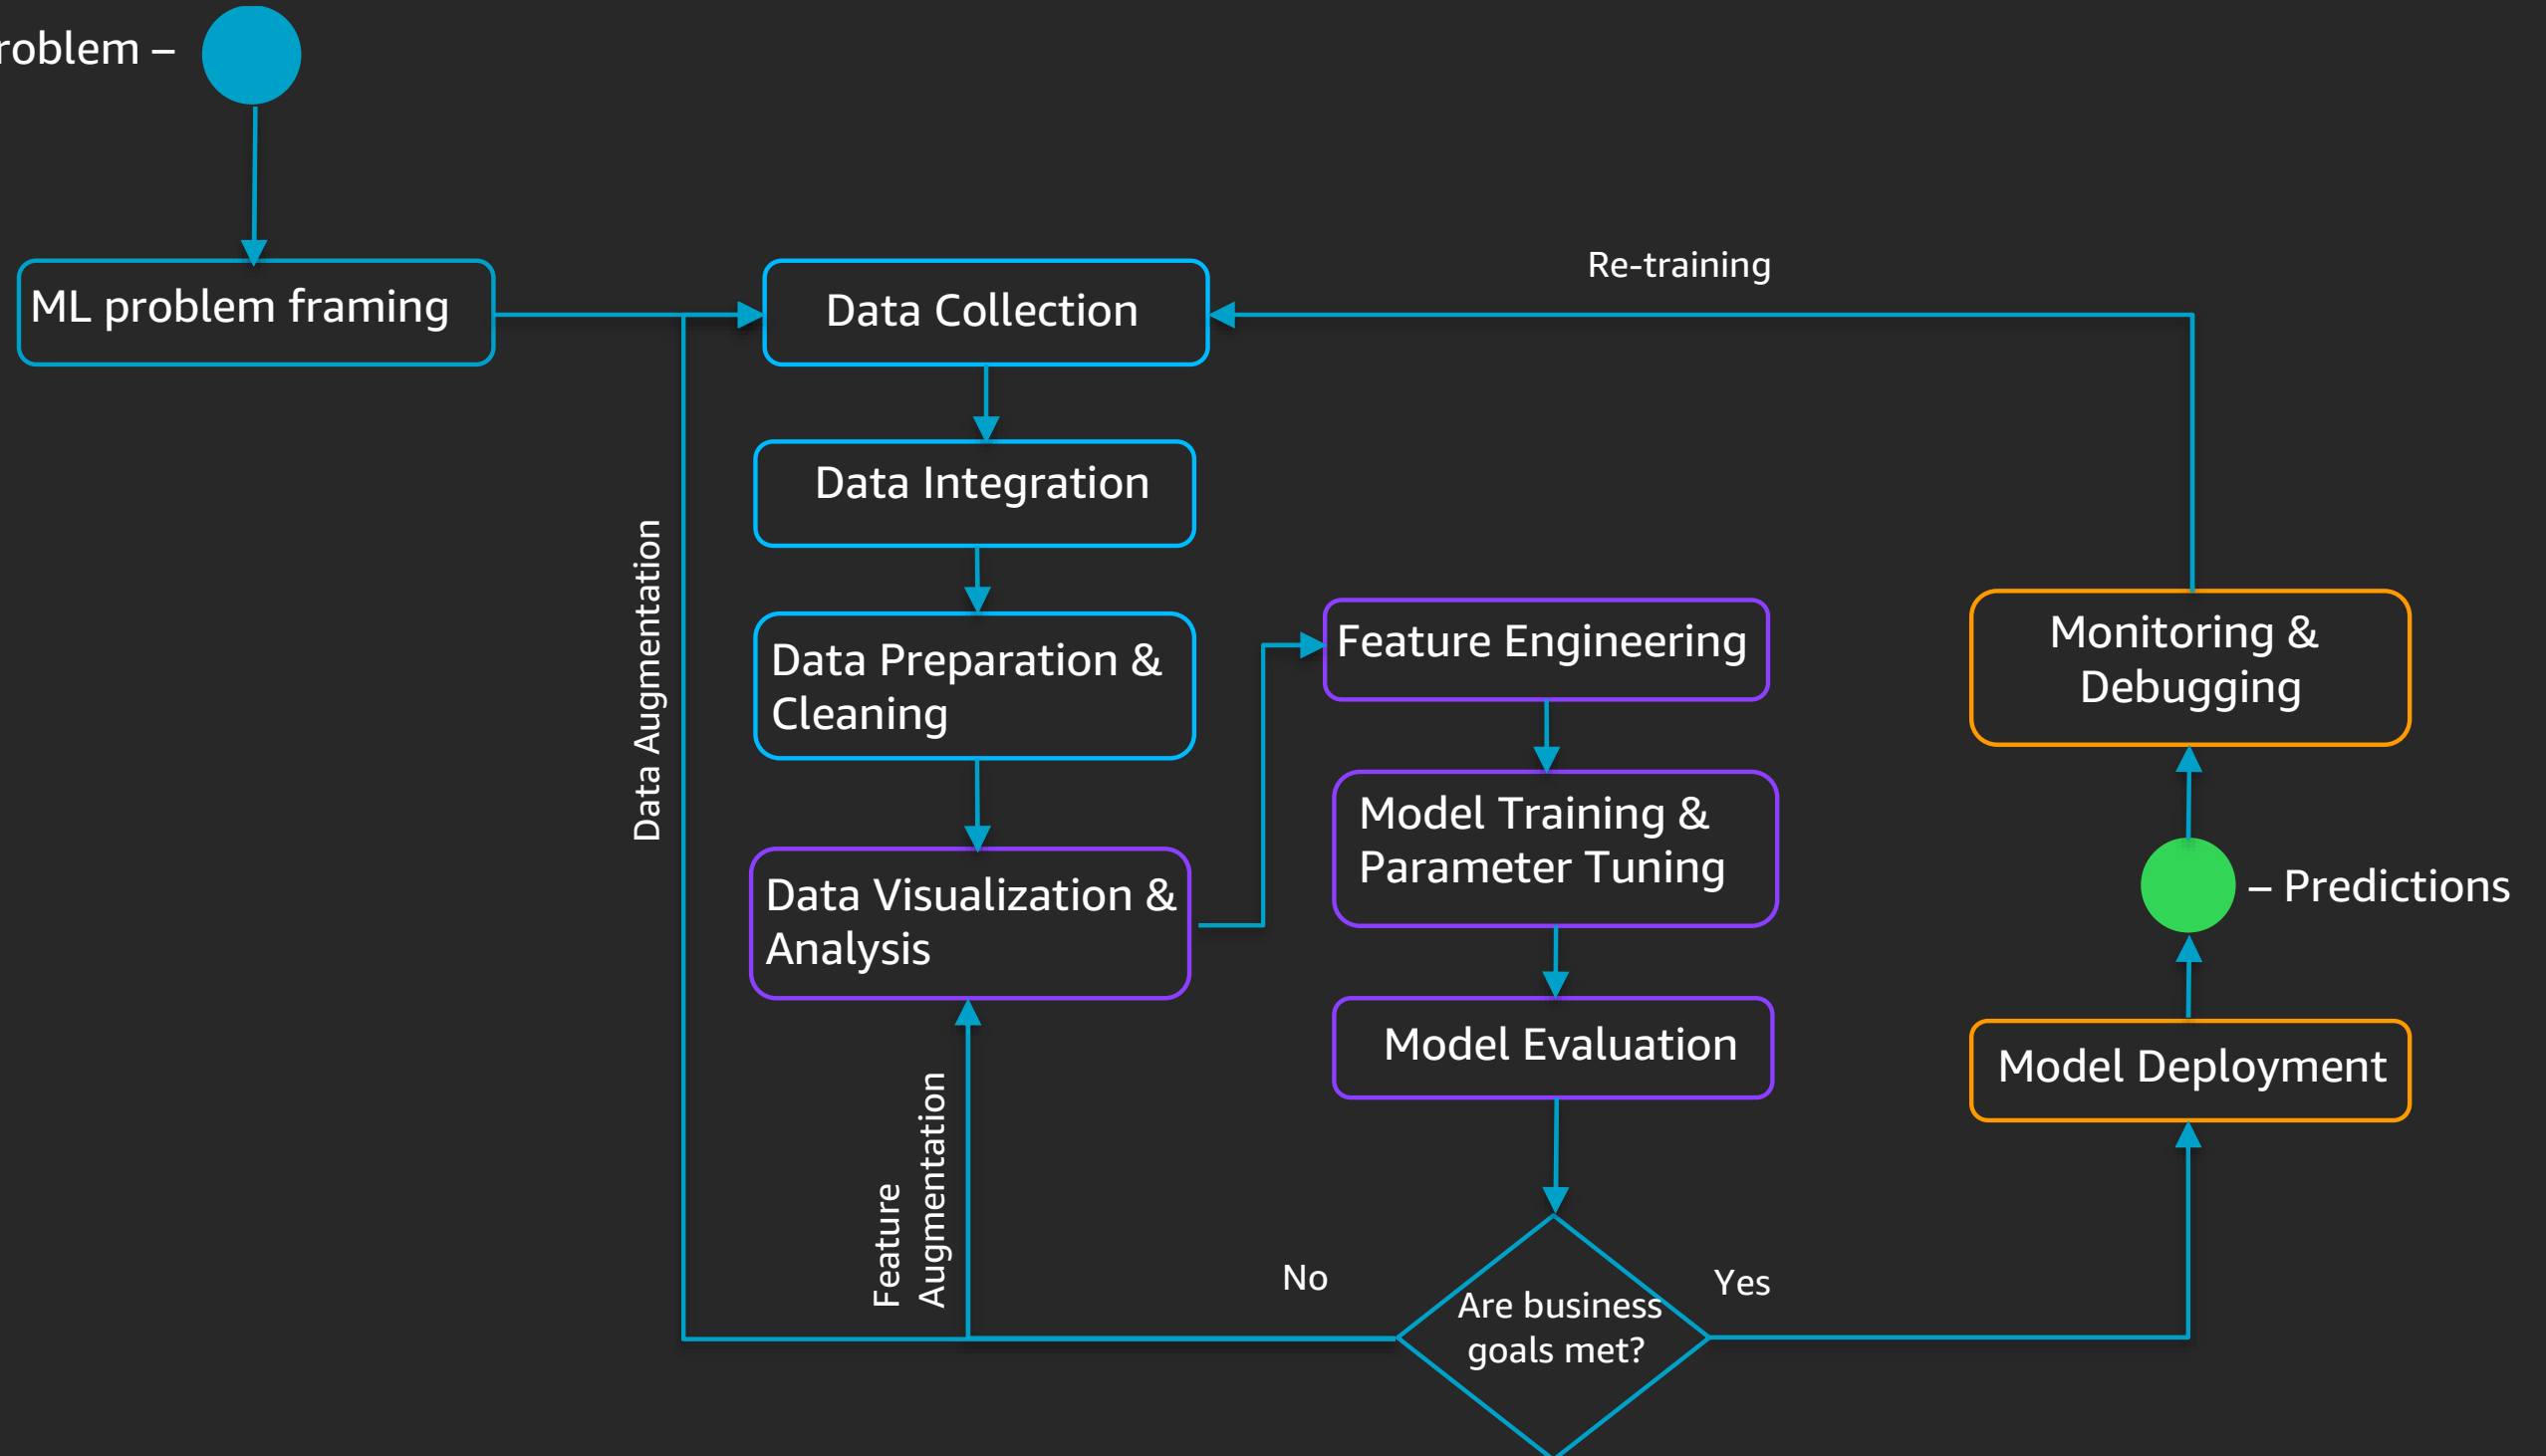 roblem –
ML problem framing
Data Collection
Re-training
Data Integration
Data Augmentation
Data Preparation &
Cleaning
Data Visualization &
Analysis
Feature Engineering
Model Training &
Parameter Tuning
Model Evaluation
Feature
Augmentation
No
Are business
goals met?
Yes
Monitoring &
Debugging
– Predictions
Model Deployment